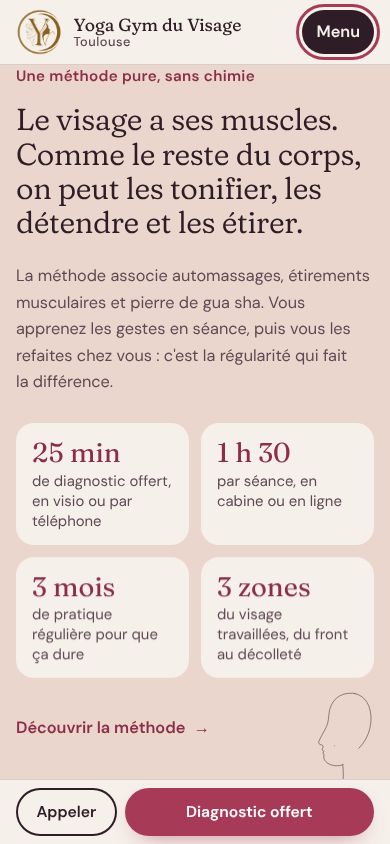 Yoga Gym du Visage
Toulouse
Menu
Une méthode pure, sans chimie
Le visage a ses muscles.
Comme le reste du corps,
on peut les tonifier, les
détendre et les étirer.
La méthode associe automassages, étirements
musculaires et pierre de gua sha. Vous
apprenez les gestes en séance, puis vous les
refaites chez vous : c'est la régularité qui fait
la différence.
25 min
de diagnostic offert,
en visio ou par
téléphone
1 h 30
par séance, en
cabine ou en ligne
3 mois
de pratique
régulière pour que
ça dure
3 zones
du visage
travaillées, du front
au décolleté
Découvrir la méthode →
Appeler
Diagnostic offert